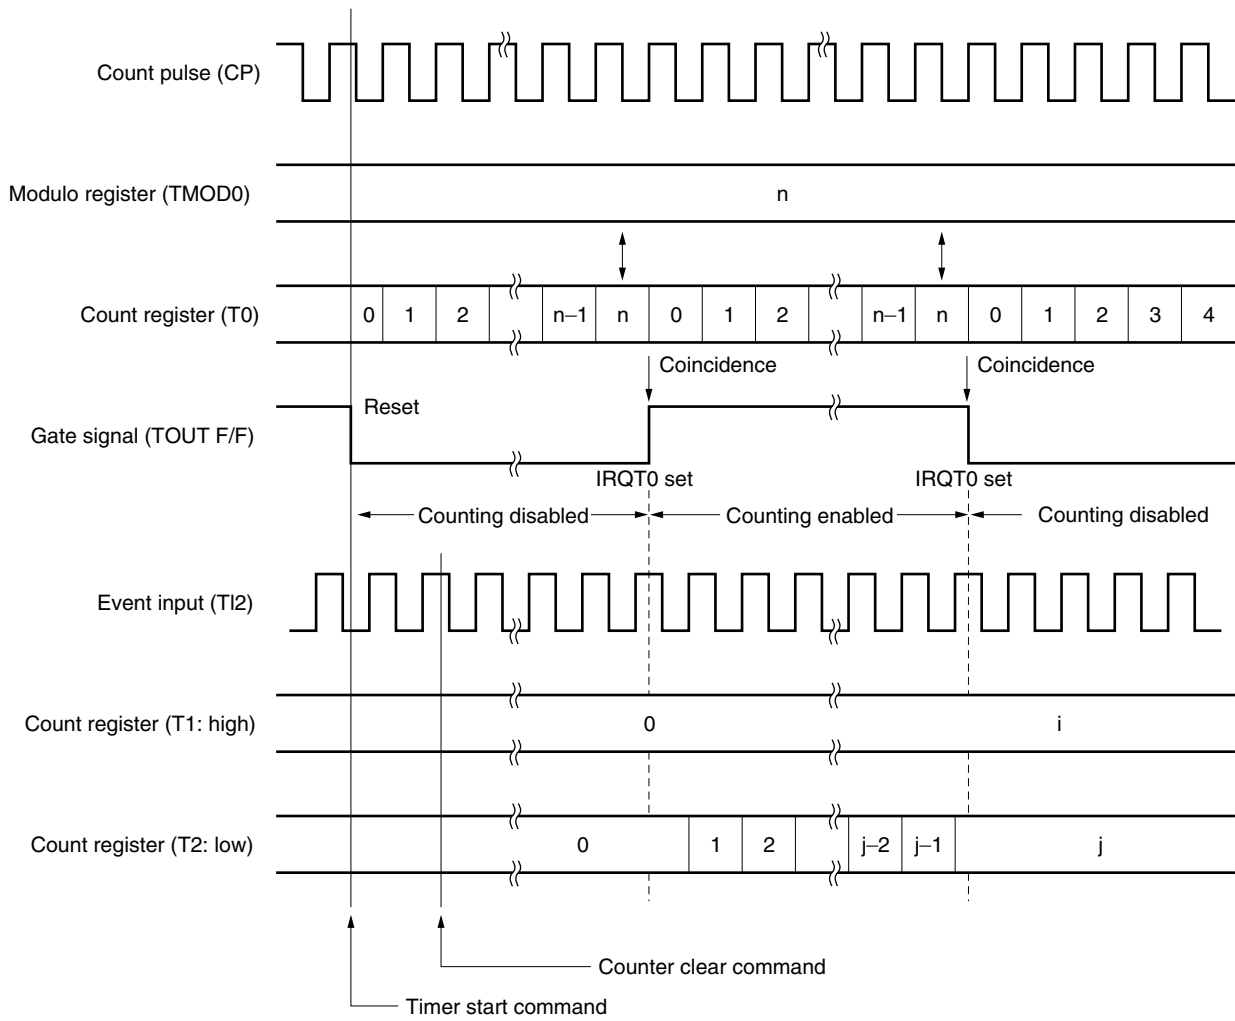 Count pulse (CP)
Modulo register (TMOD0)
n
Count register (T0)
0 1 2 n–1 n 0 1 2 n–1 n 0 1 2 3 4
Coincidence Coincidence
Reset
Gate signal (TOUT F/F)
IRQT0 set IRQT0 set
Counting disabled Counting enabled Counting disabled
Event input (TI2)
Count register (T1: high)
0 i
Count register (T2: low)
0 1 2 j–2 j–1 j
Counter clear command
Timer start command